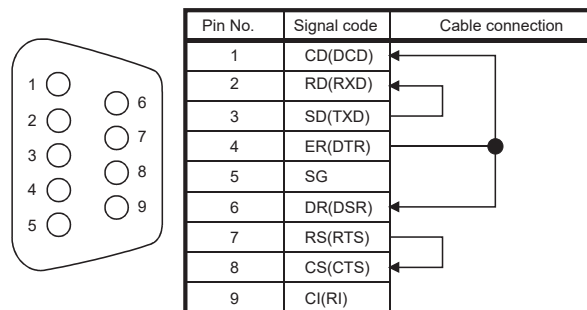 1
2
3
4
5
6
7
8
9
Pin No. Signal code Cable connection
1 CD(DCD)
2 RD(RXD)
3 SD(TXD)
4 ER(DTR)
5 SG
6 DR(DSR)
7 RS(RTS)
8 CS(CTS)
9 CI(RI)